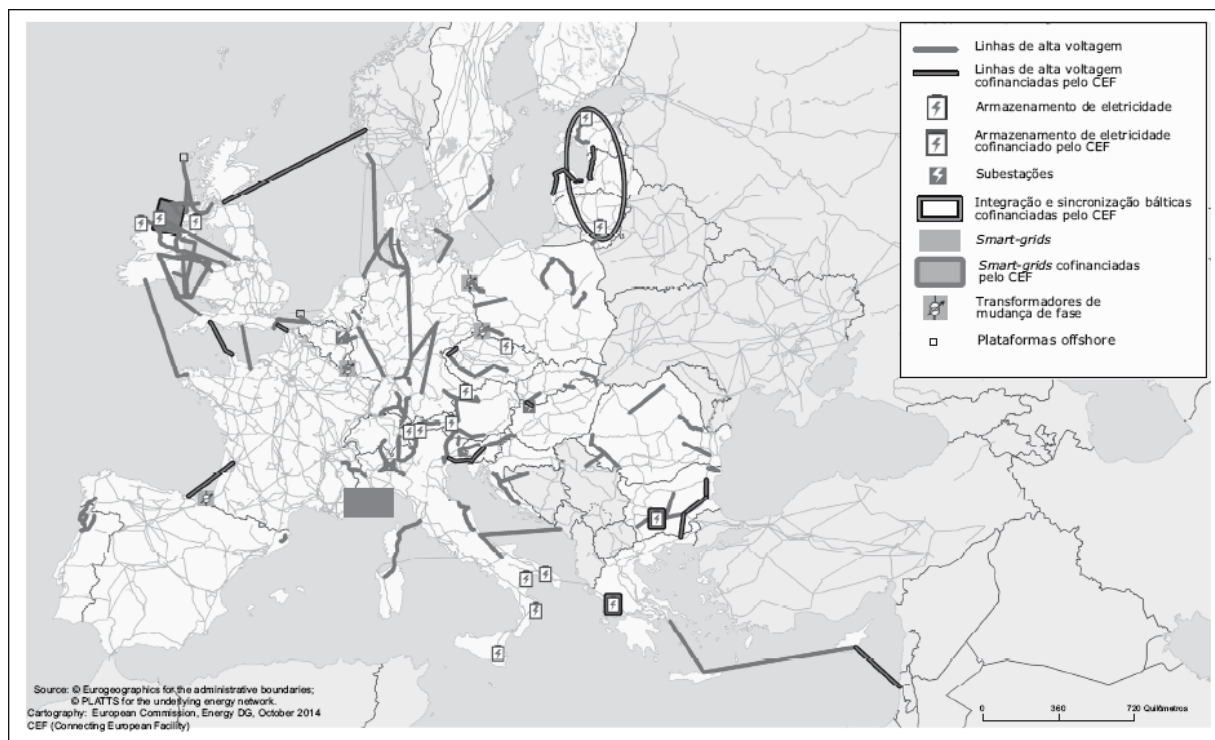 Linhas de alta voltagem
Linhas de alta voltagem
cofinanciadas pelo CEF
Armazenamento de eletricidade
Armazenamento de eletricidade
cofinanciado pelo CEF
Subestações
Integração e sincronização bálticas
cofinanciadas pelo CEF
Smart-grids
Smart-grids cofinanciadas
pelo CEF
Transformadores de
mudança de fase
Plataformas offshore
Source: © Eurogeographics for the administrative boundaries;
© PLATTS for the underlying energy network.
Cartography: European Commission, Energy DG, October 2014
CEF (Connecting European Facility)
0 360 720 Quilômetros